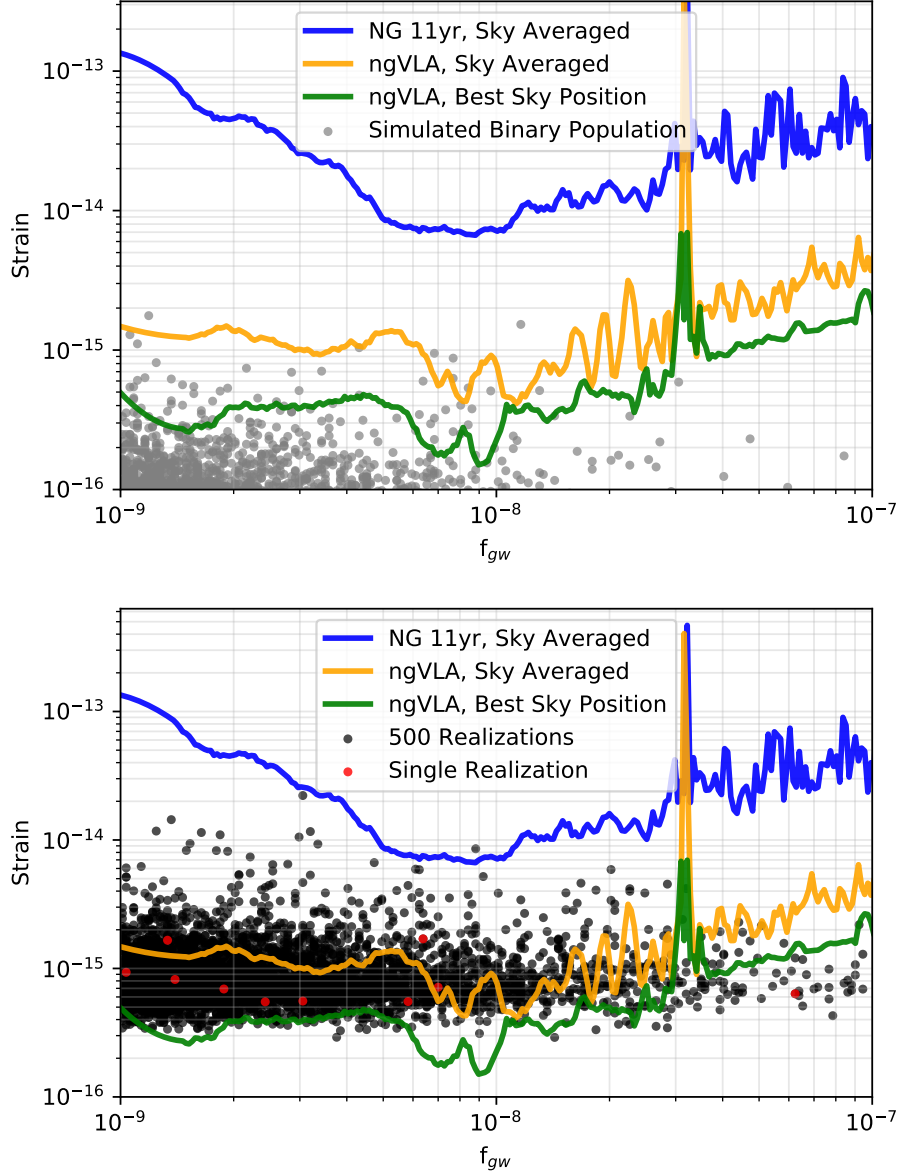 NG 11yr, Sky Averaged
ngVLA, Sky Averaged
ngVLA, Best Sky Position
Simulated Binary Population
10⁻¹³
10⁻¹⁴
10⁻¹⁵
10⁻¹⁶
Strain
10⁻⁹ 10⁻⁸ 10⁻⁷
f_gw
NG 11yr, Sky Averaged
ngVLA, Sky Averaged
ngVLA, Best Sky Position
500 Realizations
Single Realization
10⁻¹³
10⁻¹⁴
10⁻¹⁵
10⁻¹⁶
Strain
10⁻⁹ 10⁻⁸ 10⁻⁷
f_gw